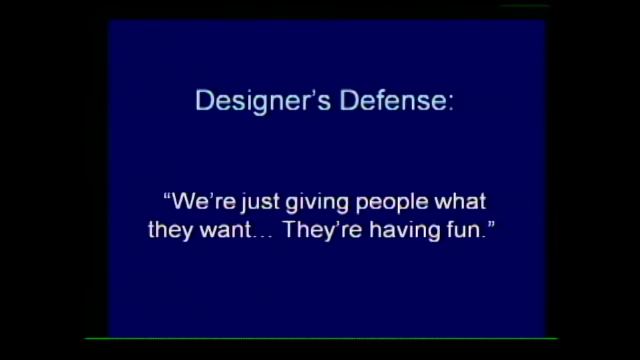 Designer’s Defense:
“We’re just giving people what
they want… They’re having fun.”